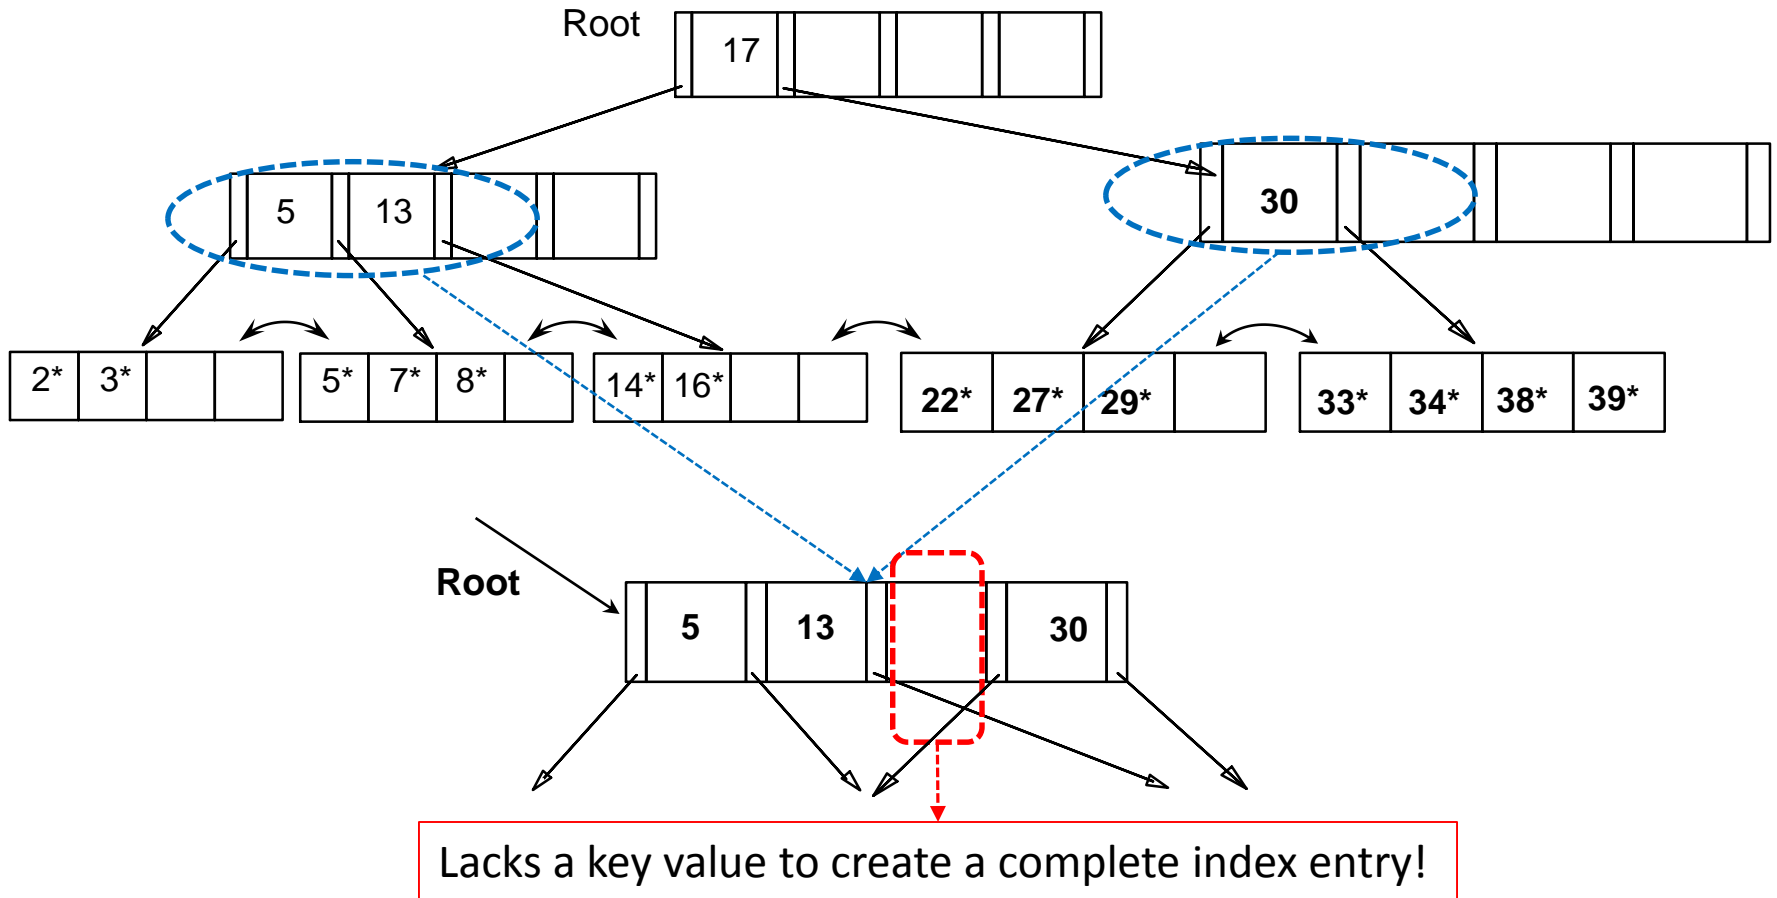 Root
17
5 13
30
2* 3*
5* 7* 8*
14* 16*
22* 27* 29*
33* 34* 38* 39*
Root
5 13 30
Lacks a key value to create a complete index entry!